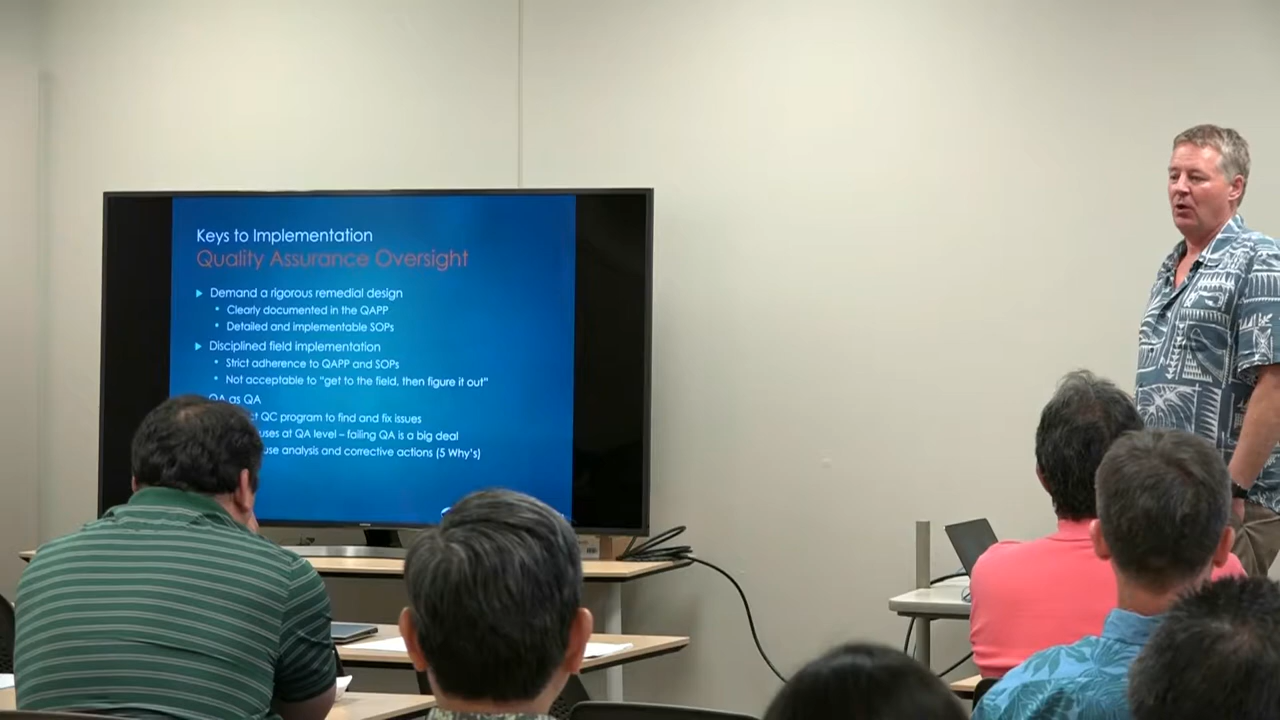 Keys to Implementation
Quality Assurance Oversight
Demand a rigorous remedial design
Clearly documented in the QAPP
Detailed and implementable SOPs
Disciplined field implementation
Strict adherence to QAPP and SOPs
Not acceptable to “get to the field, then figure it out”
QA as QA
QC program to find and fix issues
at QA level – failing QA is a big deal
analysis and corrective actions (5 Why's)